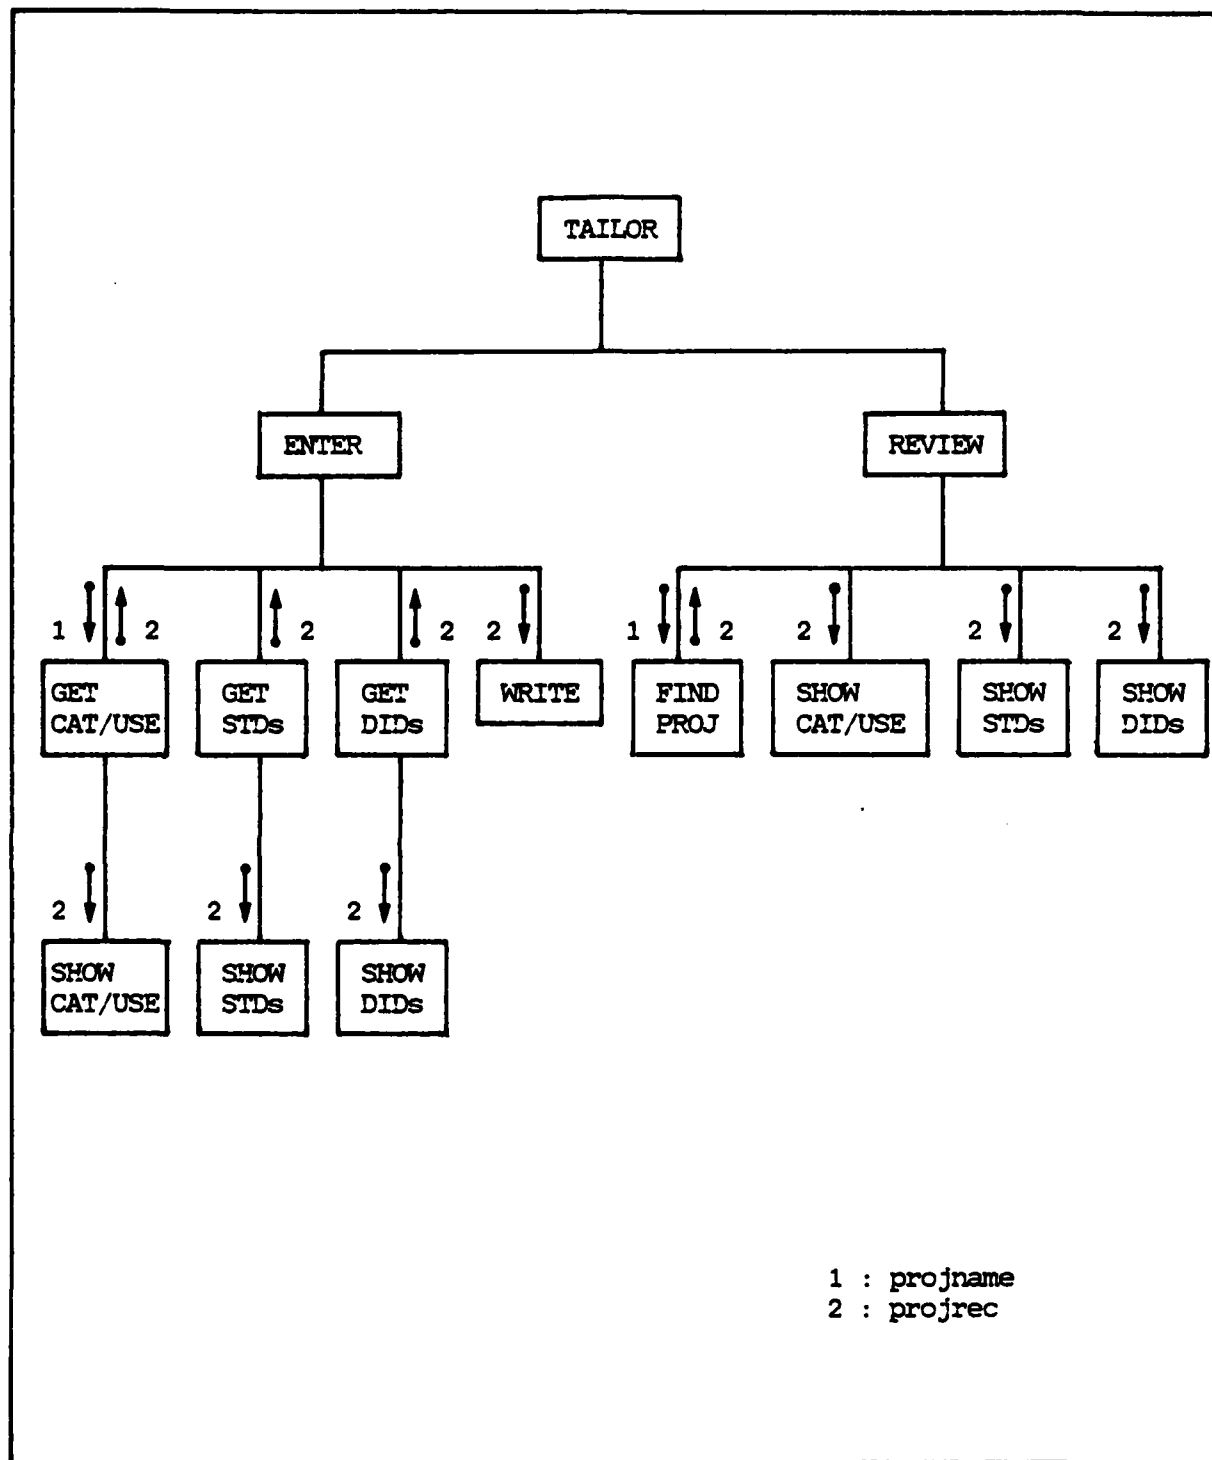 TAILOR
ENTER
REVIEW
1
2
2
2
2
1
2
2
2
2
GET
CAT/USE
GET
STDs
GET
DIDs
WRITE
FIND
PROJ
SHOW
CAT/USE
SHOW
STDs
SHOW
DIDs
2
2
2
SHOW
CAT/USE
SHOW
STDs
SHOW
DIDs
1 : projname
2 : projrec